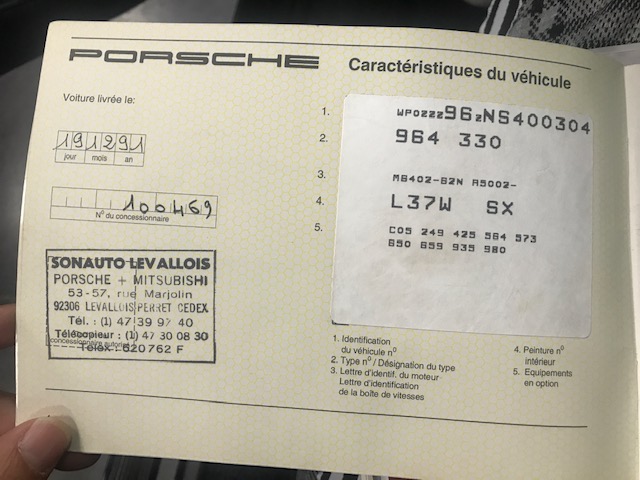 PORSCHE
Caractéristiques du véhicule
Voiture livrée le:
191291
jour mois an
100469
N° du concessionnaire
SONAUTO LEVALLOIS
PORSCHE + MITSUBISHI
53-57, rue Marjolin
92306 LEVALLOIS PERRET CEDEX
Tél. : (1) 47 39 97 40
Télécopieur : (1) 47 30 08 30
Télex : 620762 F
1. WP0ZZZ96ZNS400304
2. 964 330
3. M6402-62N A5002-
4. L37W SX
5. C05 249 425 564 573
650 659 935 980
1. Identification
du véhicule n°
2. Type n° / Désignation du type
3. Lettre d'identif. du moteur
Lettre d'identification
de la boîte de vitesses
4. Peinture n°
intérieur
5. Equipements
en option